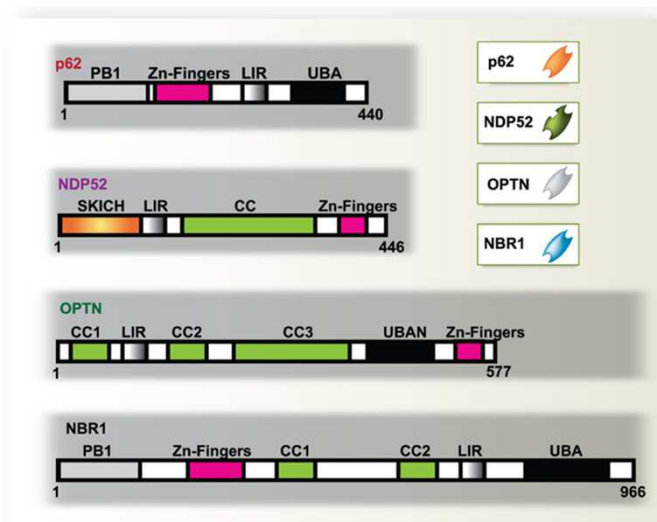 p62
PB1 Zn-Fingers LIR UBA
1 440
NDP52
SKICH LIR CC Zn-Fingers
1 446
OPTN
CC1 LIR CC2 CC3 UBAN Zn-Fingers
1 577
NBR1
PB1 Zn-Fingers CC1 CC2 LIR UBA
1 966
p62
NDP52
OPTN
NBR1